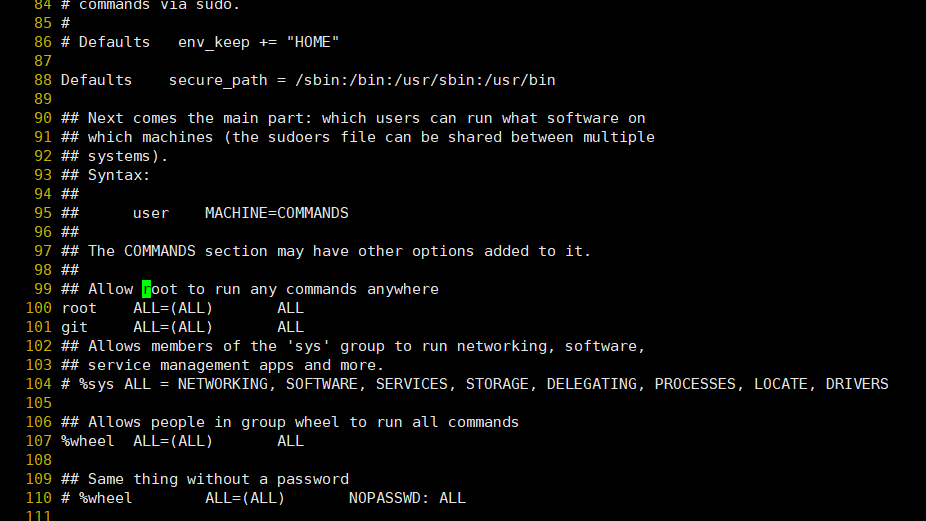 84 # commands via sudo.
85 #
86 # Defaults   env_keep += "HOME"
87
88 Defaults    secure_path = /sbin:/bin:/usr/sbin:/usr/bin
89
90 ## Next comes the main part: which users can run what software on
91 ## which machines (the sudoers file can be shared between multiple
92 ## systems).
93 ## Syntax:
94 ##
95 ##      user    MACHINE=COMMANDS
96 ##
97 ## The COMMANDS section may have other options added to it.
98 ##
99 ## Allow root to run any commands anywhere
100 root    ALL=(ALL)       ALL
101 git     ALL=(ALL)       ALL
102 ## Allows members of the 'sys' group to run networking, software,
103 ## service management apps and more.
104 # %sys ALL = NETWORKING, SOFTWARE, SERVICES, STORAGE, DELEGATING, PROCESSES, LOCATE, DRIVERS
105
106 ## Allows people in group wheel to run all commands
107 %wheel  ALL=(ALL)       ALL
108
109 ## Same thing without a password
110 # %wheel        ALL=(ALL)       NOPASSWD: ALL
111